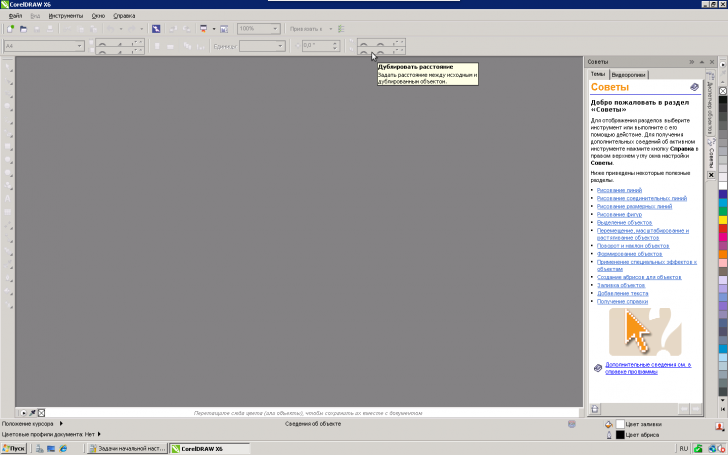 CorelDRAW X6
Файл Вид Инструменты Окно Справка
100% Привязать к
A4 Единицы: 0,0 "
Дублировать расстояние
Задать расстояние между исходным и
дублированным объектом.
Советы
Темы Видеоролики
Советы
Добро пожаловать в раздел
«Советы»
Для отображения разделов выберите
инструмент или выполните с его
помощью действие. Для получения
дополнительных сведений об активном
инструменте нажмите кнопку Справка в
правом верхнем углу окна настройки
Советы.
Ниже приведены некоторые полезные
разделы.
Рисование линий
Рисование соединительных линий
Рисование размерных линий
Рисование фигур
Выделение объектов
Перемещение, масштабирование и
растягивание объектов
Поворот и наклон объектов
Формирование объектов
Применение специальных эффектов к
объектам
Создание абрисов для объектов
Заливка объектов
Добавление текста
Получение справки
Дополнительные сведения см. в
справке программы
Диспетчер объектов
Советы
Перетащите сюда цвета (или объекты), чтобы сохранить их вместе с документом
Положение курсора Сведения об объекте Цвет заливки
Цветовые профили документа: Нет Цвет абриса
Пуск Задачи начальной наст... CorelDRAW X6 RU